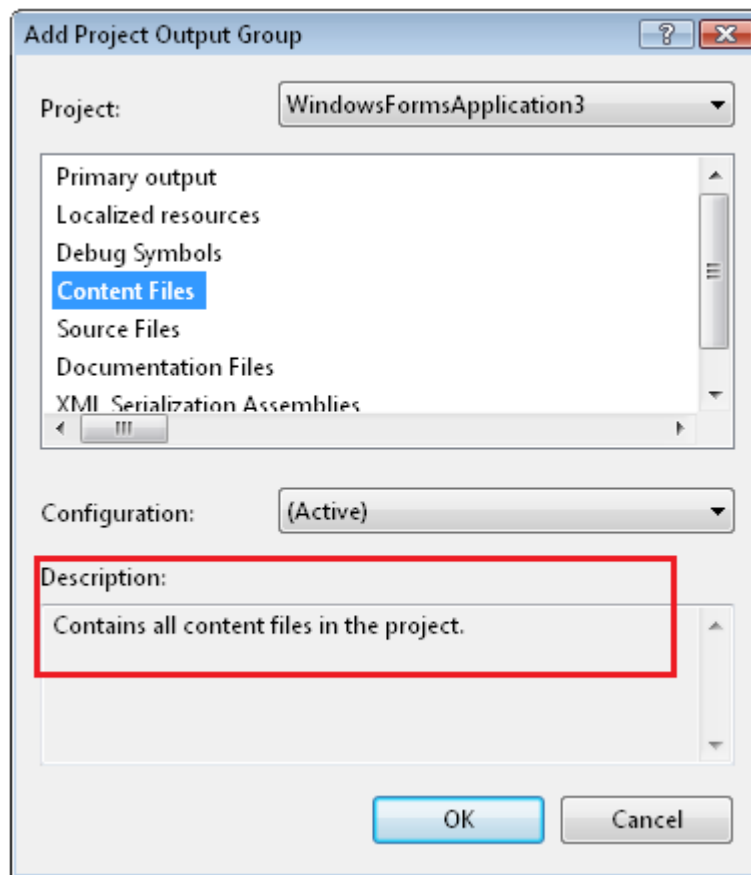 Add Project Output Group
Project: WindowsFormsApplication3
Primary output
Localized resources
Debug Symbols
Content Files
Source Files
Documentation Files
XML Serialization Assemblies
Configuration: (Active)
Description:
Contains all content files in the project.
OK Cancel